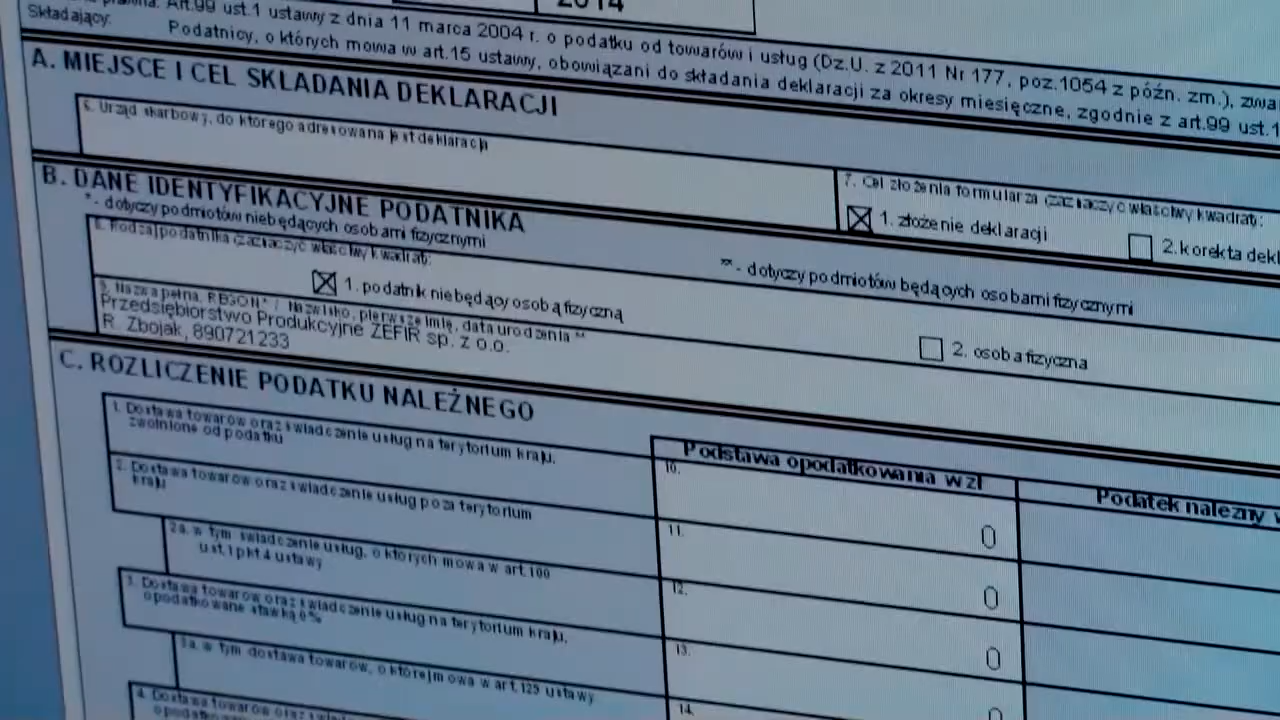 2014
Art.99 ust.1 ustawy z dnia 11 marca 2004 r. o podatku od towarów i usług (Dz.U. z 2011 Nr 177, poz.1054 z późn. zm.), zwa
Składający: Podatnicy, o których mowa w art.15 ustawy, obowiązani do składania deklaracji za okresy miesięczne, zgodnie z art.99 ust.1
A. MIEJSCE I CEL SKLADANIA DEKLARACJI
6. Urząd skarbowy, do którego adresowana jest deklaracja
7. Cel złożenia formularza (zaznaczyć właściwy kwadrat):
1. złożenie deklaracji
2. korekta dekl
B. DANE IDENTYFIKACYJNE PODATNIKA
* - dotyczy podmiotów niebędących osobami fizycznymi
** - dotyczy podmiotów będących osobami fizycznymi
8. Rodzaj podatnika (zaznaczyć właściwy kwadrat):
1. podatnik niebędący osobą fizyczną
2. osoba fizyczna
9. Nazwa pełna, REGON * / Nazwisko, pierwsze imię, data urodzenia **
Przedsiębiorstwo Produkcyjne ZEFIR sp. z o.o.
R. Zbojak, 890721233
C. ROZLICZENIE PODATKU NALEŻNEGO
Podstawa opodatkowania w zł
Podatek należny w
1. Dostawa towarów oraz świadczenie usług na terytorium kraju,
zwolnione od podatku
10.
0
2. Dostawa towarów oraz świadczenie usług poza terytorium
kraju
11.
0
2a. w tym świadczenie usług, o których mowa w art.100
ust.1 pkt 4 ustawy
12.
0
3. Dostawa towarów oraz świadczenie usług na terytorium kraju,
opodatkowane stawką 0%
13.
0
3a. w tym dostawa towarów, o której mowa w art.129 ustawy
14.
4. Dostawa towarów oraz świad